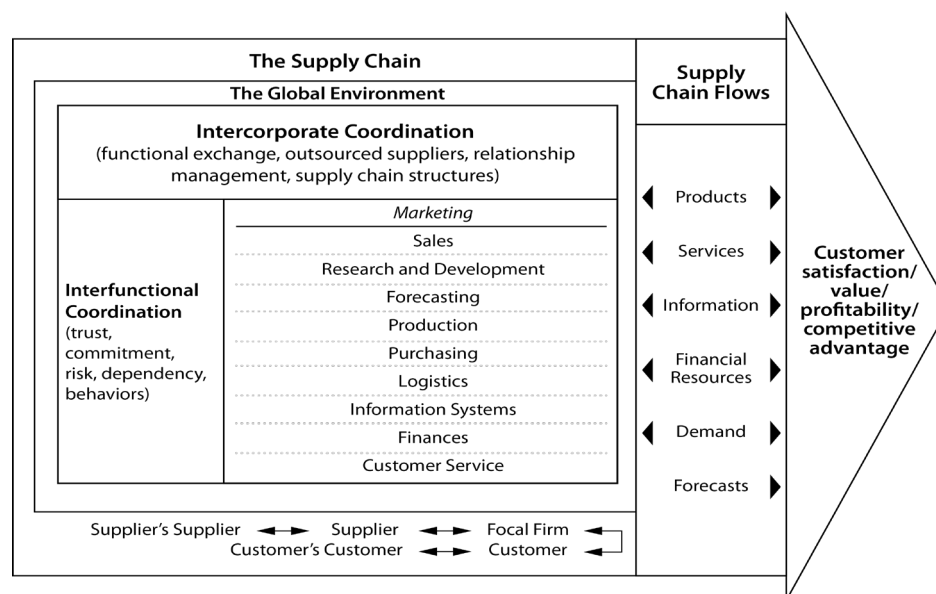 The Supply Chain
The Global Environment
Intercorporate Coordination
(functional exchange, outsourced suppliers, relationship
management, supply chain structures)
Interfunctional
Coordination
(trust,
commitment,
risk, dependency,
behaviors)
Marketing
Sales
Research and Development
Forecasting
Production
Purchasing
Logistics
Information Systems
Finances
Customer Service
Supplier’s Supplier Supplier Focal Firm
Customer’s Customer Customer
Supply
Chain Flows
Products
Services
Information
Financial
Resources
Demand
Forecasts
Customer
satisfaction/
value/
profitability/
competitive
advantage